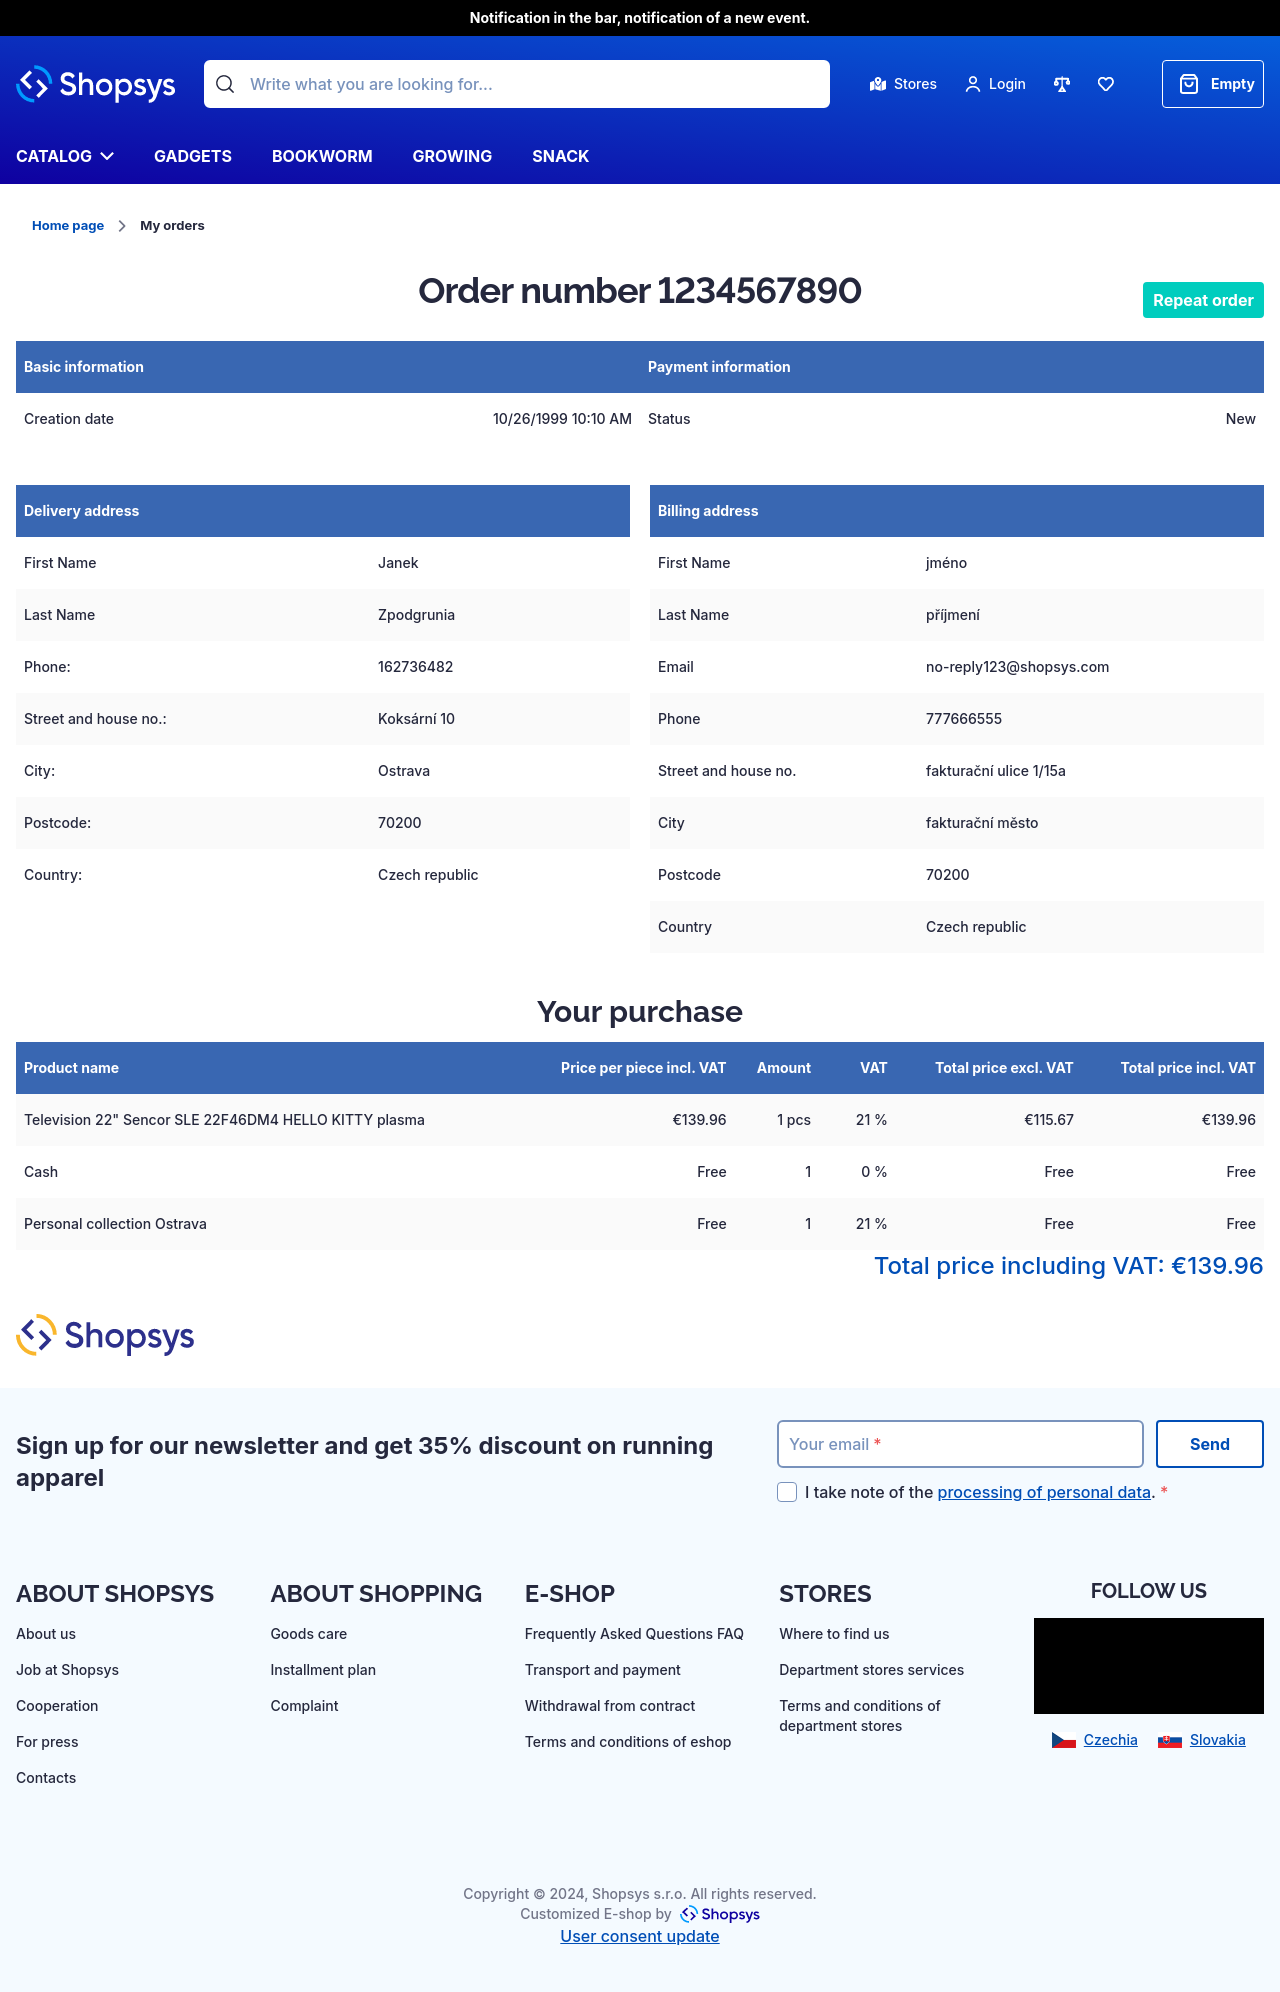 Notification in the bar, notification of a new event.
Shopsys
Write what you are looking for...
Stores
Login
Empty
CATALOG
GADGETS
BOOKWORM
GROWING
SNACK
Home page
My orders
Order number 1234567890
Repeat order
Basic information
Payment information
Creation date
10/26/1999 10:10 AM
Status
New
Delivery address
First Name
Janek
Last Name
Zpodgrunia
Phone:
162736482
Street and house no.:
Koksární 10
City:
Ostrava
Postcode:
70200
Country:
Czech republic
Billing address
First Name
jméno
Last Name
příjmení
Email
no-reply123@shopsys.com
Phone
777666555
Street and house no.
fakturační ulice 1/15a
City
fakturační město
Postcode
70200
Country
Czech republic
Your purchase
Product name
Price per piece incl. VAT
Amount
VAT
Total price excl. VAT
Total price incl. VAT
Television 22" Sencor SLE 22F46DM4 HELLO KITTY plasma
€139.96
1 pcs
21 %
€115.67
€139.96
Cash
Free
1
0 %
Free
Free
Personal collection Ostrava
Free
1
21 %
Free
Free
Total price including VAT: €139.96
Shopsys
Sign up for our newsletter and get 35% discount on running
apparel
Your email *
Send
I take note of the processing of personal data. *
ABOUT SHOPSYS
About us
Job at Shopsys
Cooperation
For press
Contacts
ABOUT SHOPPING
Goods care
Installment plan
Complaint
E-SHOP
Frequently Asked Questions FAQ
Transport and payment
Withdrawal from contract
Terms and conditions of eshop
STORES
Where to find us
Department stores services
Terms and conditions of
department stores
FOLLOW US
Czechia
Slovakia
Copyright © 2024, Shopsys s.r.o. All rights reserved.
Customized E-shop by Shopsys
User consent update